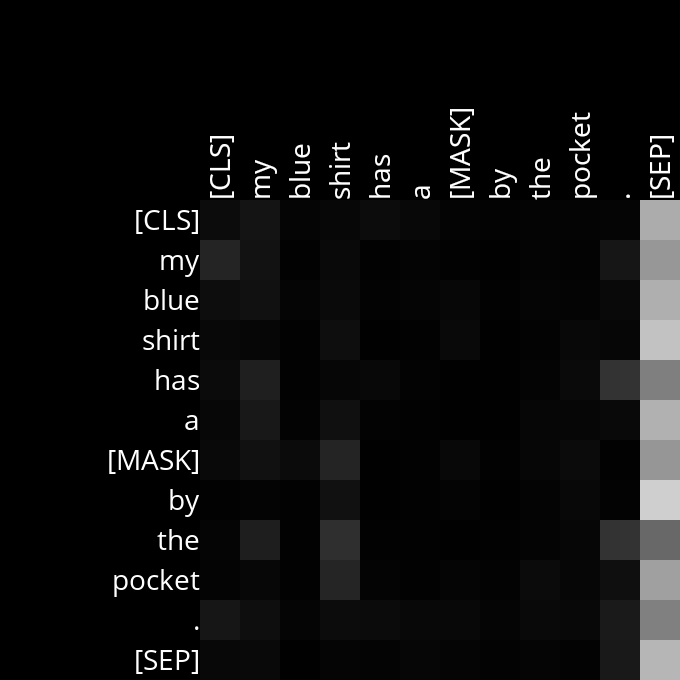 [CLS] my blue shirt has a [MASK] by the pocket . [SEP]
[CLS]
my
blue
shirt
has
a
[MASK]
by
the
pocket
.
[SEP]